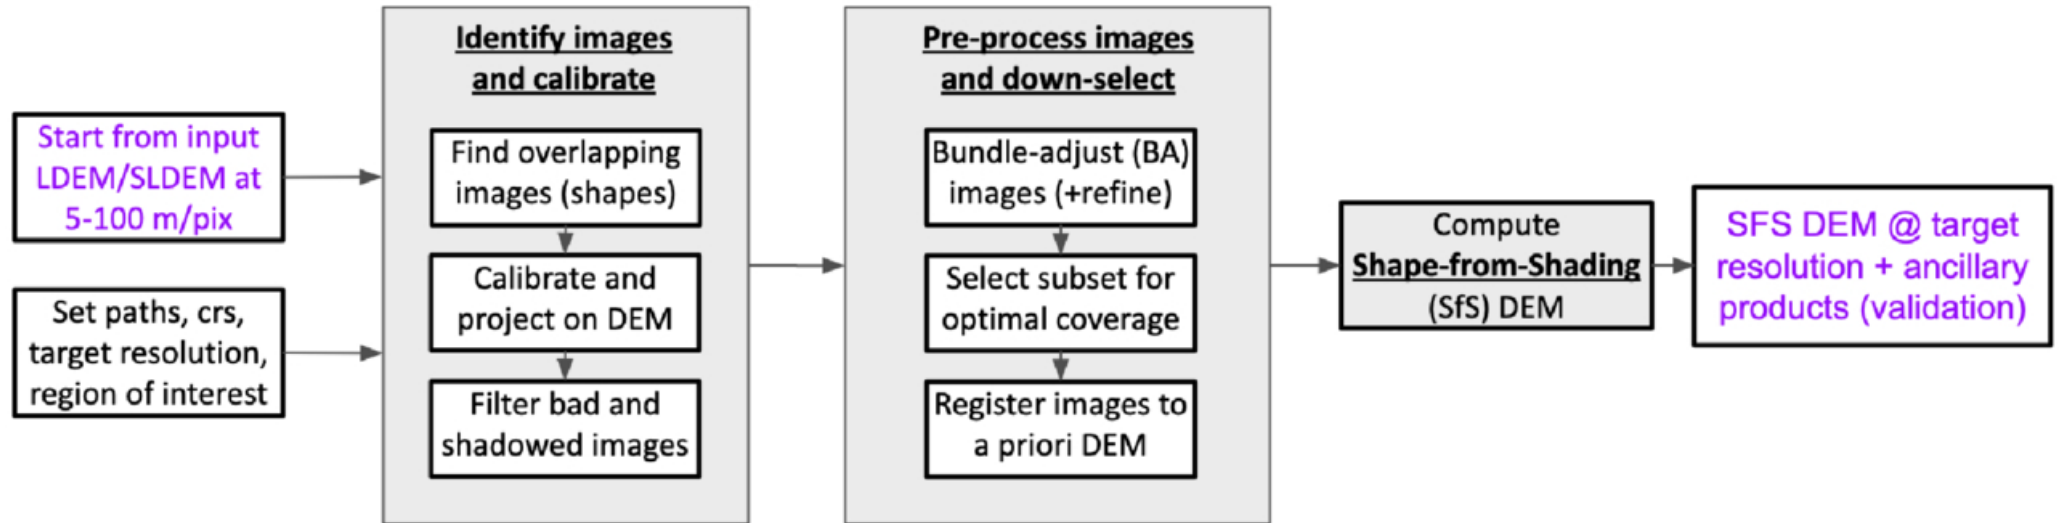 Start from input
LDEM/SLDEM at
5-100 m/pix
Set paths, crs,
target resolution,
region of interest
Identify images
and calibrate
Find overlapping
images (shapes)
Calibrate and
project on DEM
Filter bad and
shadowed images
Pre-process images
and down-select
Bundle-adjust (BA)
images (+refine)
Select subset for
optimal coverage
Register images to
a priori DEM
Compute
Shape-from-Shading
(SfS) DEM
SFS DEM @ target
resolution + ancillary
products (validation)